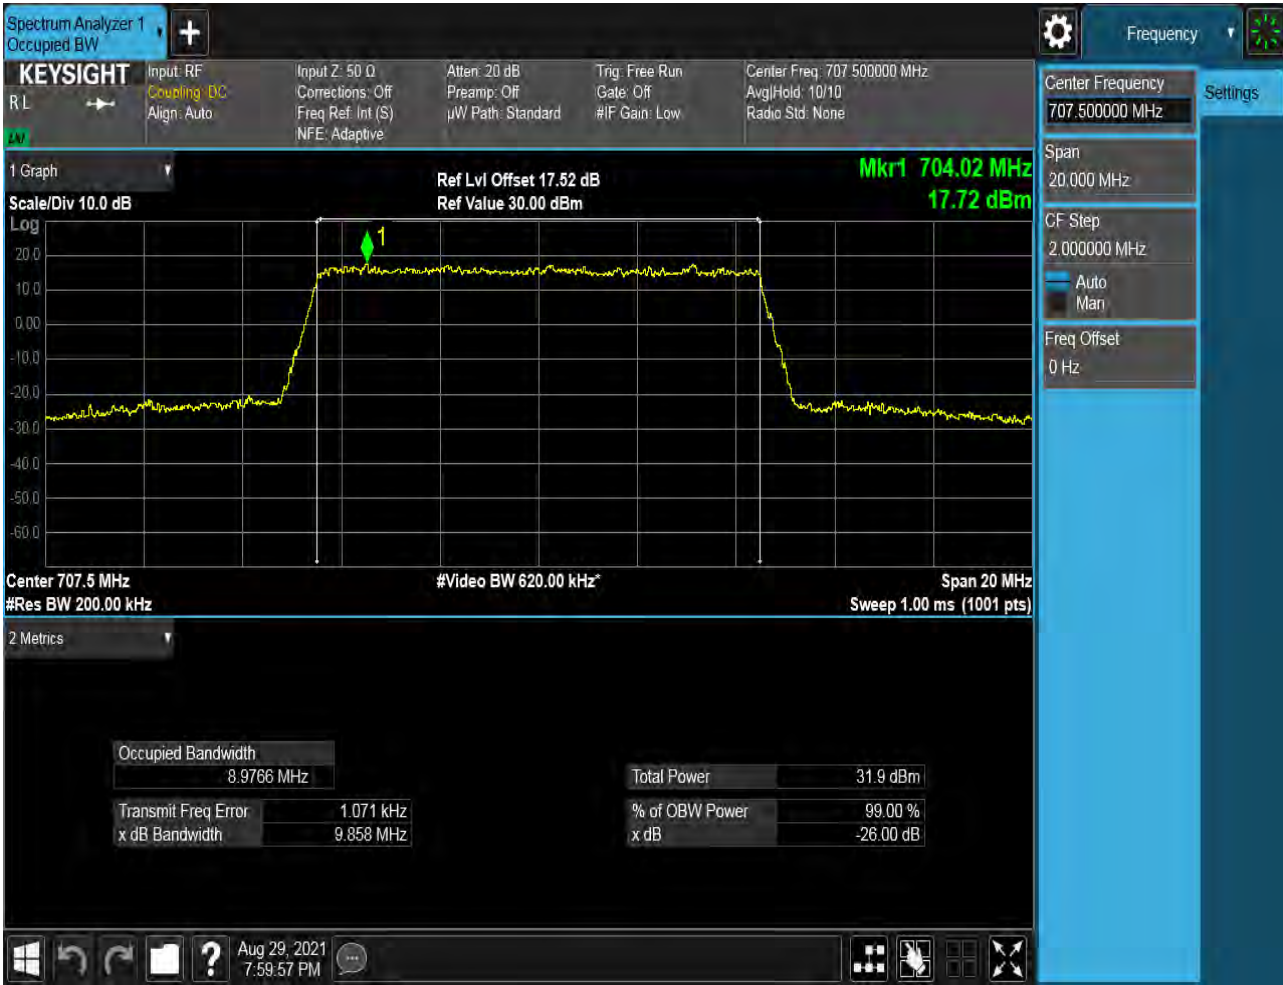 Spectrum Analyzer 1
Occupied BW
Frequency
KEYSIGHT
R L
Input: RF
Coupling: DC
Align: Auto
Input Z: 50 Ω
Corrections: Off
Freq Ref: Int (S)
NFE: Adaptive
Atten: 20 dB
Preamp: Off
µW Path: Standard
Trig: Free Run
Gate: Off
#IF Gain: Low
Center Freq: 707.500000 MHz
Avg|Hold: 10/10
Radio Std: None
Center Frequency
707.500000 MHz
Settings
Span
20.000 MHz
CF Step
2.000000 MHz
Auto
Man
Freq Offset
0 Hz
1 Graph
Scale/Div 10.0 dB
Log
Ref Lvl Offset 17.52 dB
Ref Value 30.00 dBm
Mkr1 704.02 MHz
17.72 dBm
1
20.0
10.0
0.00
-10.0
-20.0
-30.0
-40.0
-50.0
-60.0
Center 707.5 MHz
#Res BW 200.00 kHz
#Video BW 620.00 kHz*
Span 20 MHz
Sweep 1.00 ms (1001 pts)
2 Metrics
Occupied Bandwidth
8.9766 MHz
Transmit Freq Error 1.071 kHz
x dB Bandwidth 9.858 MHz
Total Power 31.9 dBm
% of OBW Power 99.00 %
x dB -26.00 dB
Aug 29, 2021
7:59:57 PM